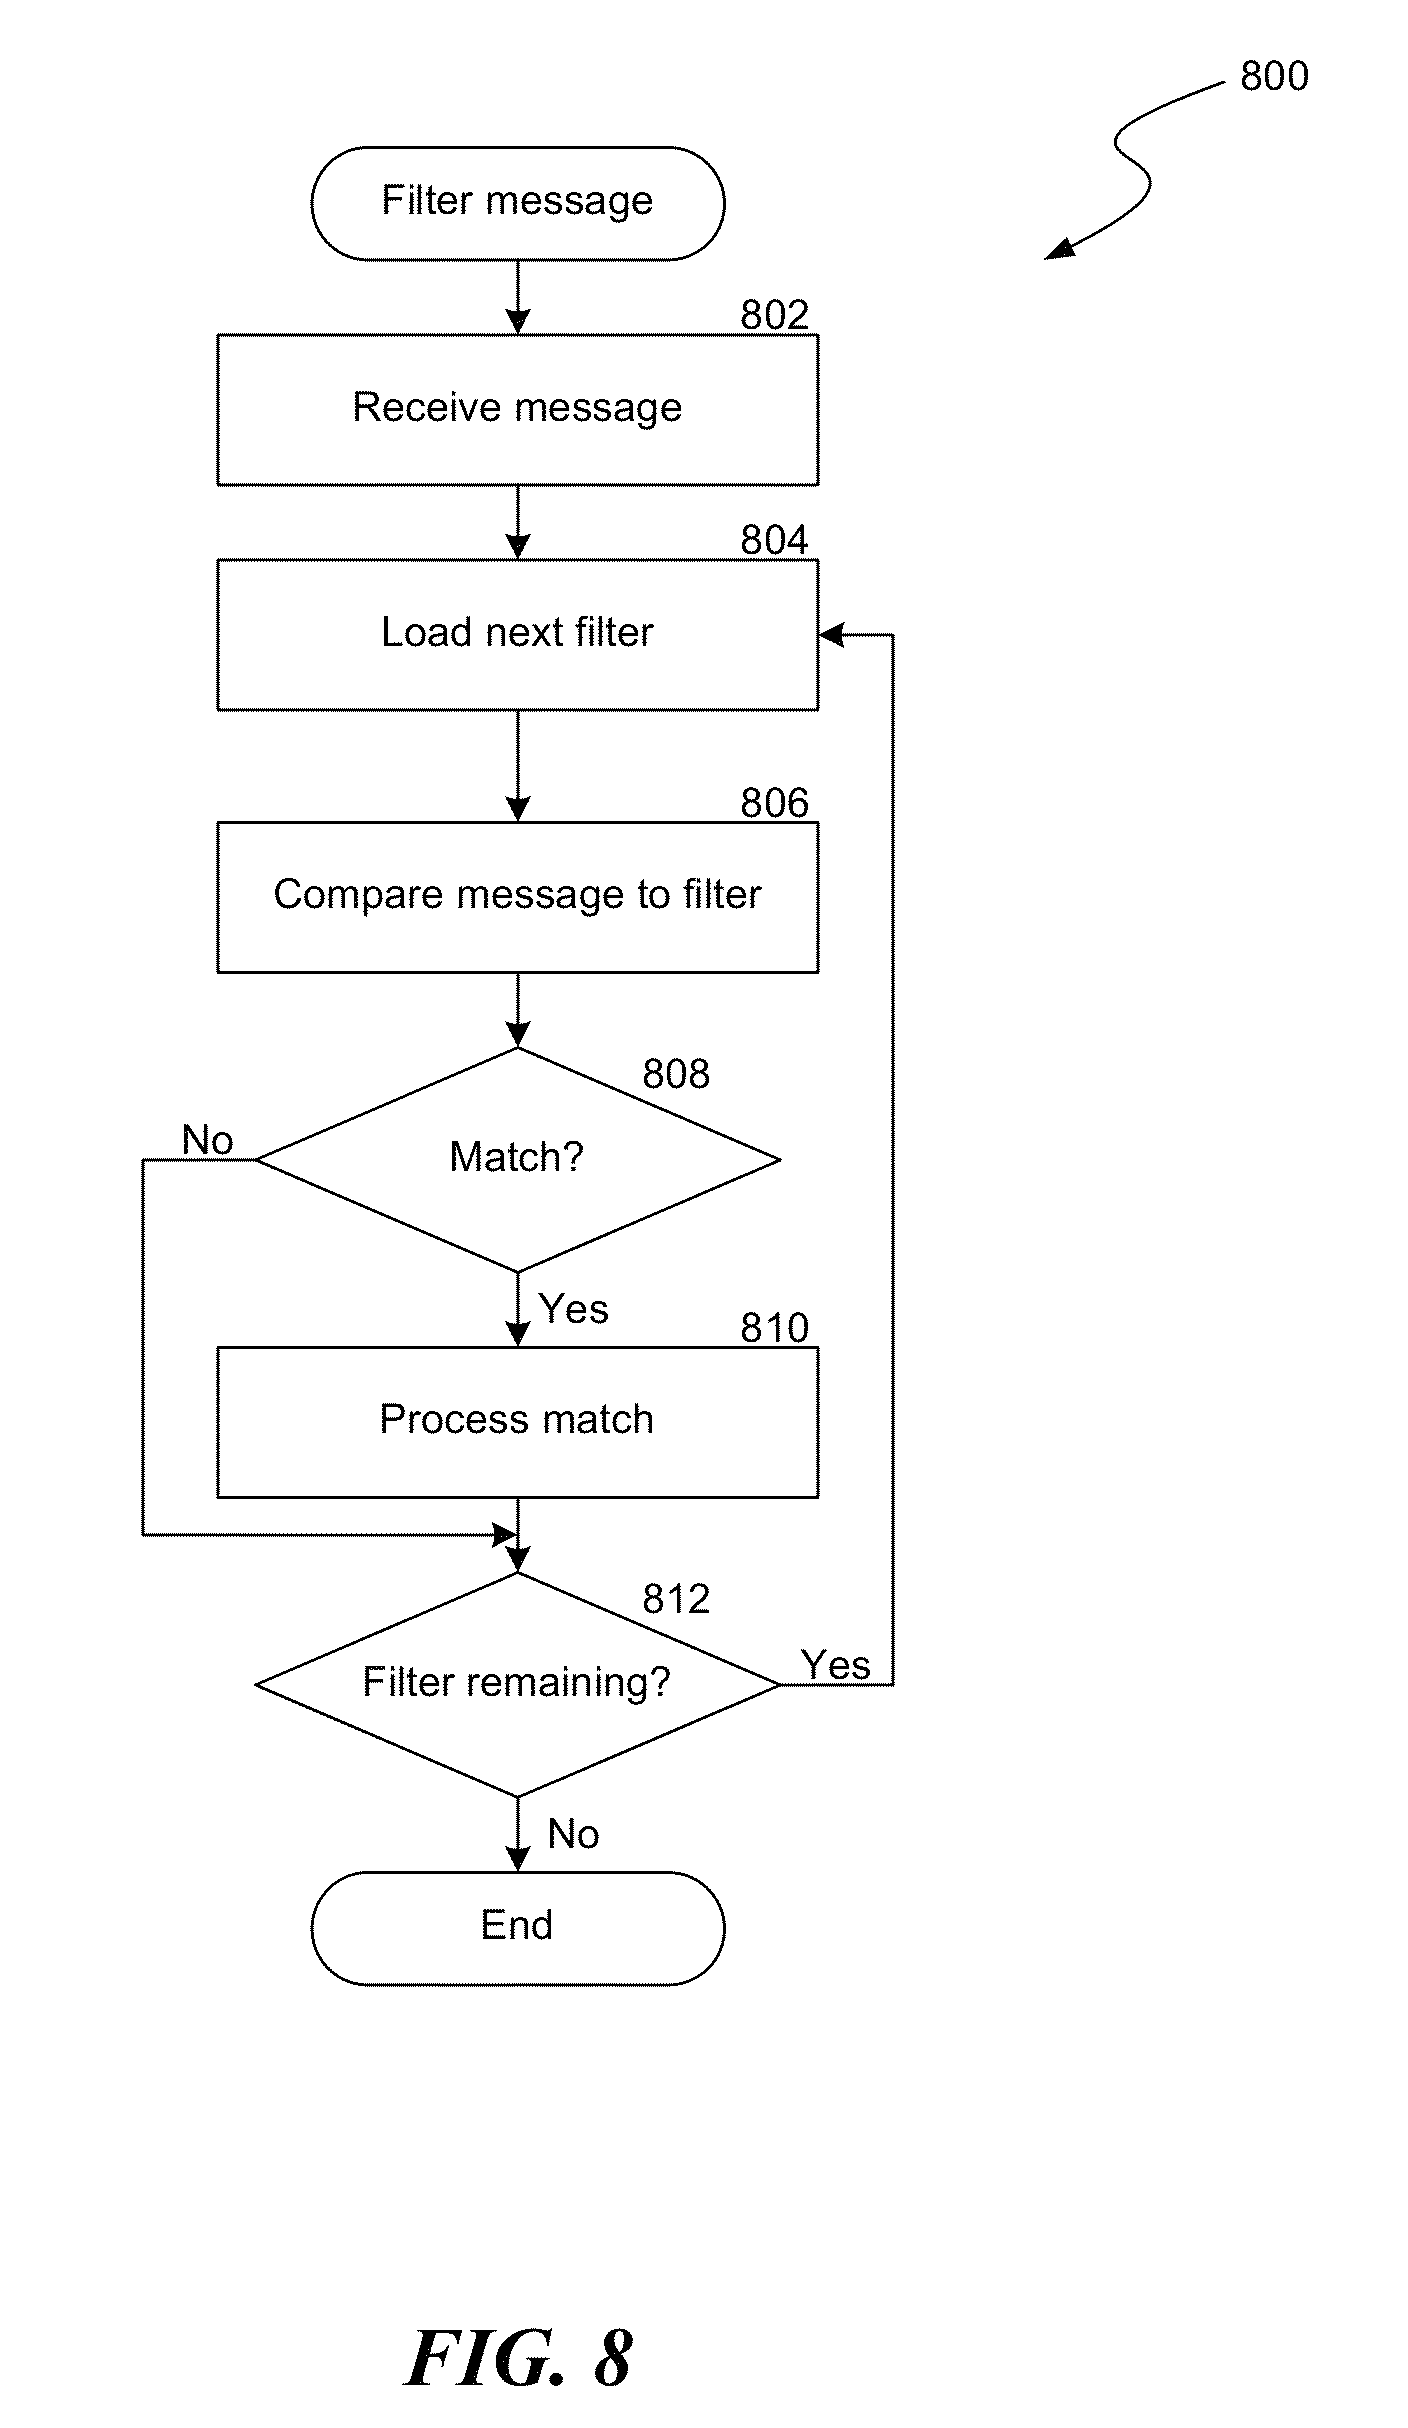 800
Filter message
802
Receive message
804
Load next filter
806
Compare message to filter
808
No
Match?
Yes
810
Process match
812
Filter remaining?
Yes
No
End
FIG. 8